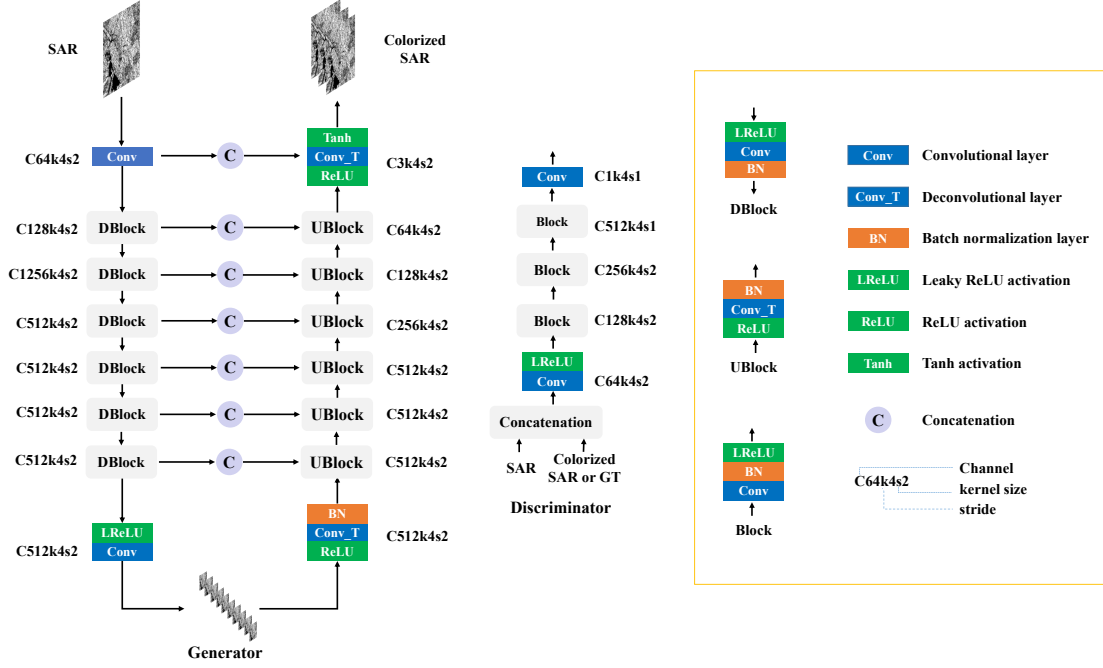 SAR
Colorized
SAR
C64k4s2
Conv
C
Tanh
Conv_T
ReLU
C3k4s2
C128k4s2
DBlock
C
UBlock
C64k4s2
C1256k4s2
DBlock
C
UBlock
C128k4s2
C512k4s2
DBlock
C
UBlock
C256k4s2
C512k4s2
DBlock
C
UBlock
C512k4s2
C512k4s2
DBlock
C
UBlock
C512k4s2
C512k4s2
DBlock
C
UBlock
C512k4s2
C512k4s2
LReLU
Conv
BN
Conv_T
ReLU
C512k4s2
Generator
Conv
C1k4s1
Block
C512k4s1
Block
C256k4s2
Block
C128k4s2
LReLU
Conv
C64k4s2
Concatenation
SAR
Colorized
SAR or GT
Discriminator
LReLU
Conv
BN
DBlock
BN
Conv_T
ReLU
UBlock
LReLU
BN
Conv
Block
Conv
Convolutional layer
Conv_T
Deconvolutional layer
BN
Batch normalization layer
LReLU
Leaky ReLU activation
ReLU
ReLU activation
Tanh
Tanh activation
C
Concatenation
C64k4s2
Channel
kernel size
stride